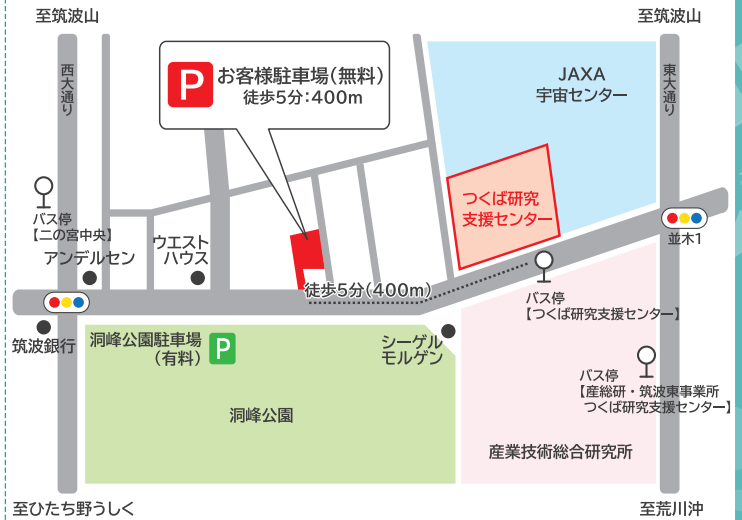 至筑波山
至筑波山
西大通り
P
お客様駐車場(無料)
徒歩5分:400m
JAXA
宇宙センター
東大通り
つくば研究
支援センター
バス停
【二の宮中央】
アンデルセン
ウエスト
ハウス
並木1
徒歩5分(400m)
バス停
【つくば研究支援センター】
筑波銀行
洞峰公園駐車場
(有料)
P
シーゲル
モルゲン
バス停
【産総研・筑波東事業所
つくば研究支援センター】
洞峰公園
産業技術総合研究所
至ひたち野うしく
至荒川沖